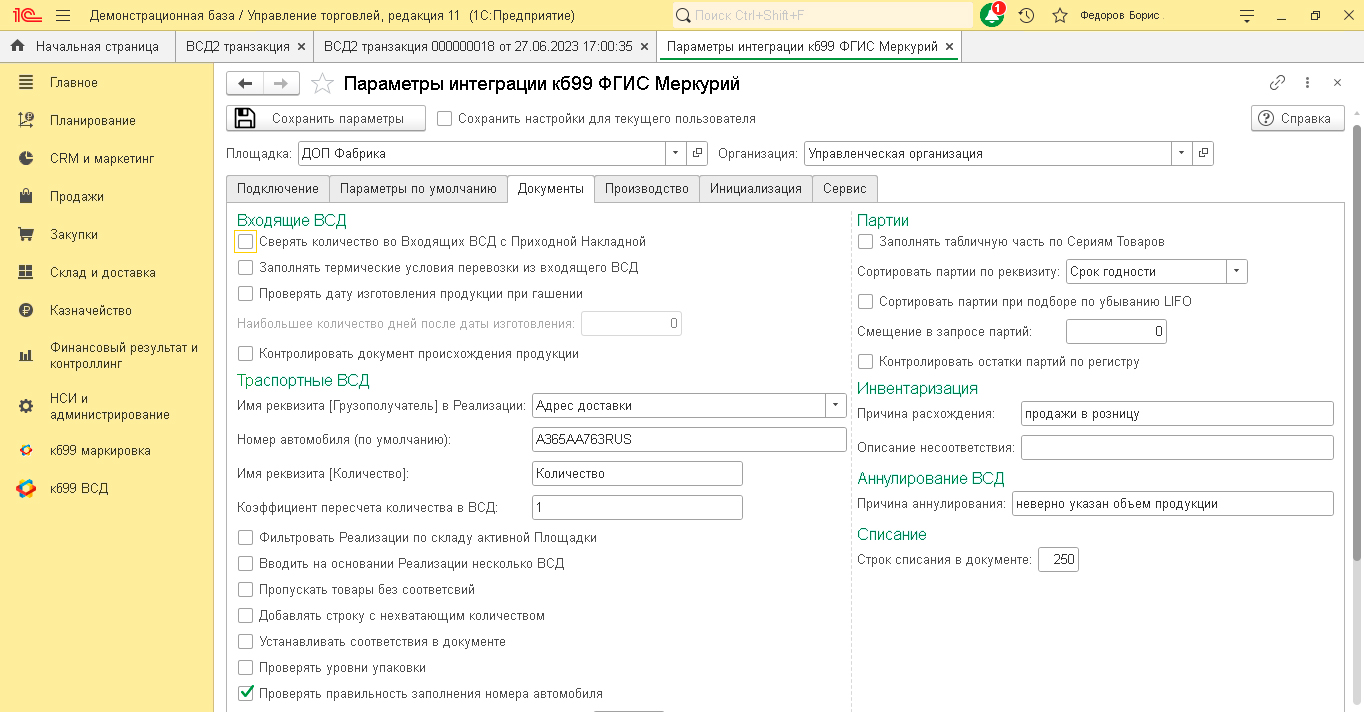 1С Демонстрационная база / Управление торговлей, редакция 11 (1С:Предприятие) Поиск Ctrl+Shift+F 1 Федоров Борис .
Начальная страница ВСД2 транзакция × ВСД2 транзакция 000000018 от 27.06.2023 17:00:35 × Параметры интеграции кб99 ФГИС Меркурий ×
Главное
Планирование
CRM и маркетинг
Продажи
Закупки
Склад и доставка
Казначейство
Финансовый результат и
контроллинг
НСИ и
администрирование
кб99 маркировка
кб99 ВСД
Параметры интеграции кб99 ФГИС Меркурий
Сохранить параметры Сохранить настройки для текущего пользователя ? Справка
Площадка: ДОП Фабрика Организация: Управленческая организация
Подключение Параметры по умолчанию Документы Производство Инициализация Сервис
Входящие ВСД
Сверять количество во Входящих ВСД с Приходной Накладной
Заполнять термические условия перевозки из входящего ВСД
Проверять дату изготовления продукции при гашении
Наибольшее количество дней после даты изготовления: 0
Контролировать документ происхождения продукции
Траспортные ВСД
Имя реквизита [Грузополучатель] в Реализации: Адрес доставки
Номер автомобиля (по умолчанию): А365АА763RUS
Имя реквизита [Количество]: Количество
Коэффициент пересчета количества в ВСД: 1
Фильтровать Реализации по складу активной Площадки
Вводить на основании Реализации несколько ВСД
Пропускать товары без соответсвий
Добавлять строку с нехватающим количеством
Устанавливать соответствия в документе
Проверять уровни упаковки
Проверять правильность заполнения номера автомобиля
Партии
Заполнять табличную часть по Сериям Товаров
Сортировать партии по реквизиту: Срок годности
Сортировать партии при подборе по убыванию LIFO
Смещение в запросе партий: 0
Контролировать остатки партий по регистру
Инвентаризация
Причина расхождения: продажи в розницу
Описание несоответствия:
Аннулирование ВСД
Причина аннулирования: неверно указан объем продукции
Списание
Строк списания в документе: 250